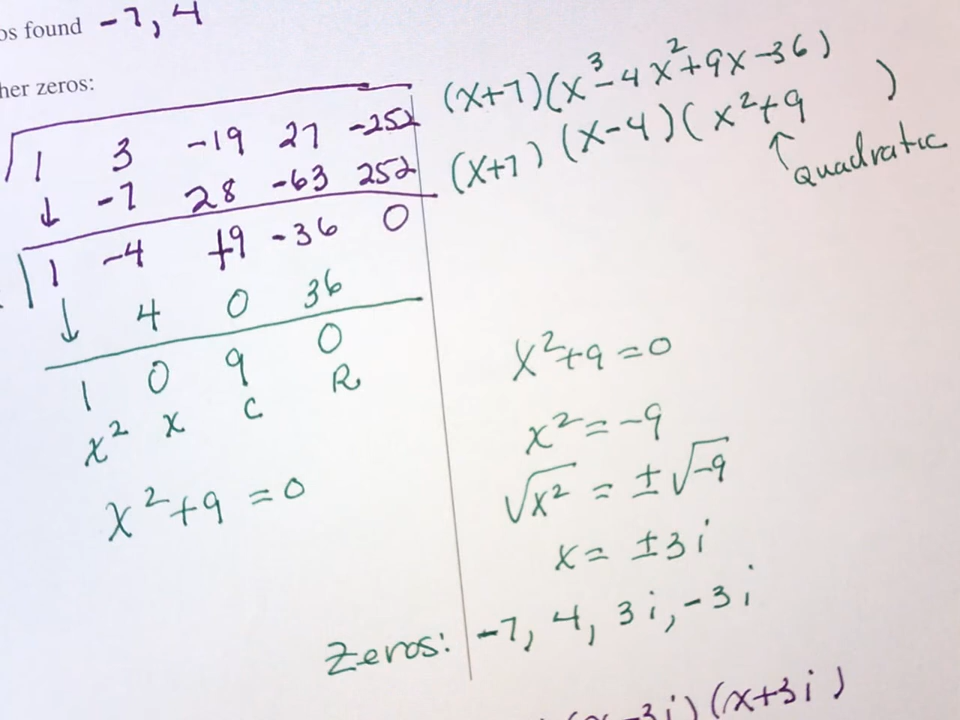 os found -7, 4
her zeros:
1 3 -19 27 -252
↓ -7 28 -63 252
1 -4 +9 -36 0
↓ 4 0 36
1 0 9 0
x² x c R
x²+9 = 0
(x+7)(x³-4x²+9x-36)
(x+7) (x-4)(x²+9 )
↑ quadratic
x²+9 = 0
x² = -9
√x² = ±√-9
x = ±3i
Zeros: -7, 4, 3i, -3i
-3i)(x+3i)